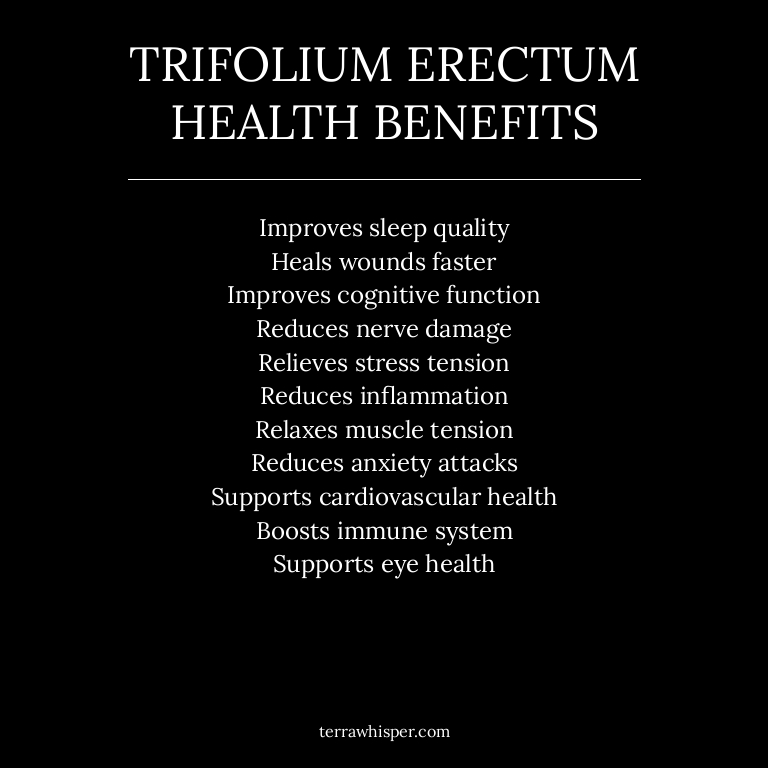 TRIFOLIUM ERECTUM
HEALTH BENEFITS
Improves sleep quality
Heals wounds faster
Improves cognitive function
Reduces nerve damage
Relieves stress tension
Reduces inflammation
Relaxes muscle tension
Reduces anxiety attacks
Supports cardiovascular health
Boosts immune system
Supports eye health
terrawhisper.com